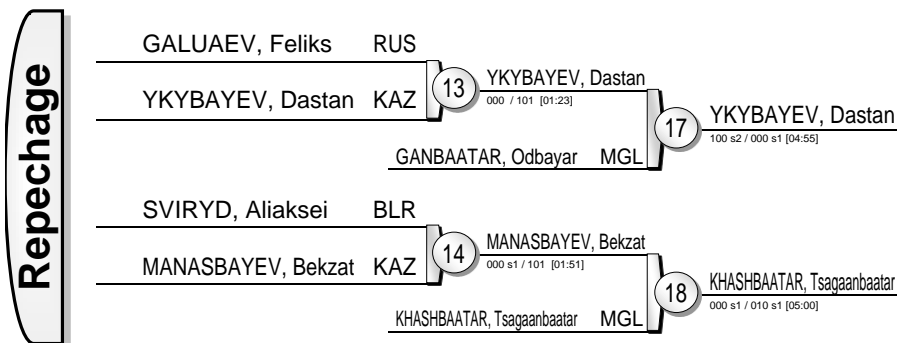 Repechage
GALUAEV, Feliks RUS
YKYBAYEV, Dastan KAZ
13
YKYBAYEV, Dastan
000 / 101 [01:23]
GANBAATAR, Odbayar MGL
17
YKYBAYEV, Dastan
100 s2 / 000 s1 [04:55]
SVIRYD, Aliaksei BLR
MANASBAYEV, Bekzat KAZ
14
MANASBAYEV, Bekzat
000 s1 / 101 [01:51]
KHASHBAATAR, Tsagaanbaatar MGL
18
KHASHBAATAR, Tsagaanbaatar
000 s1 / 010 s1 [05:00]